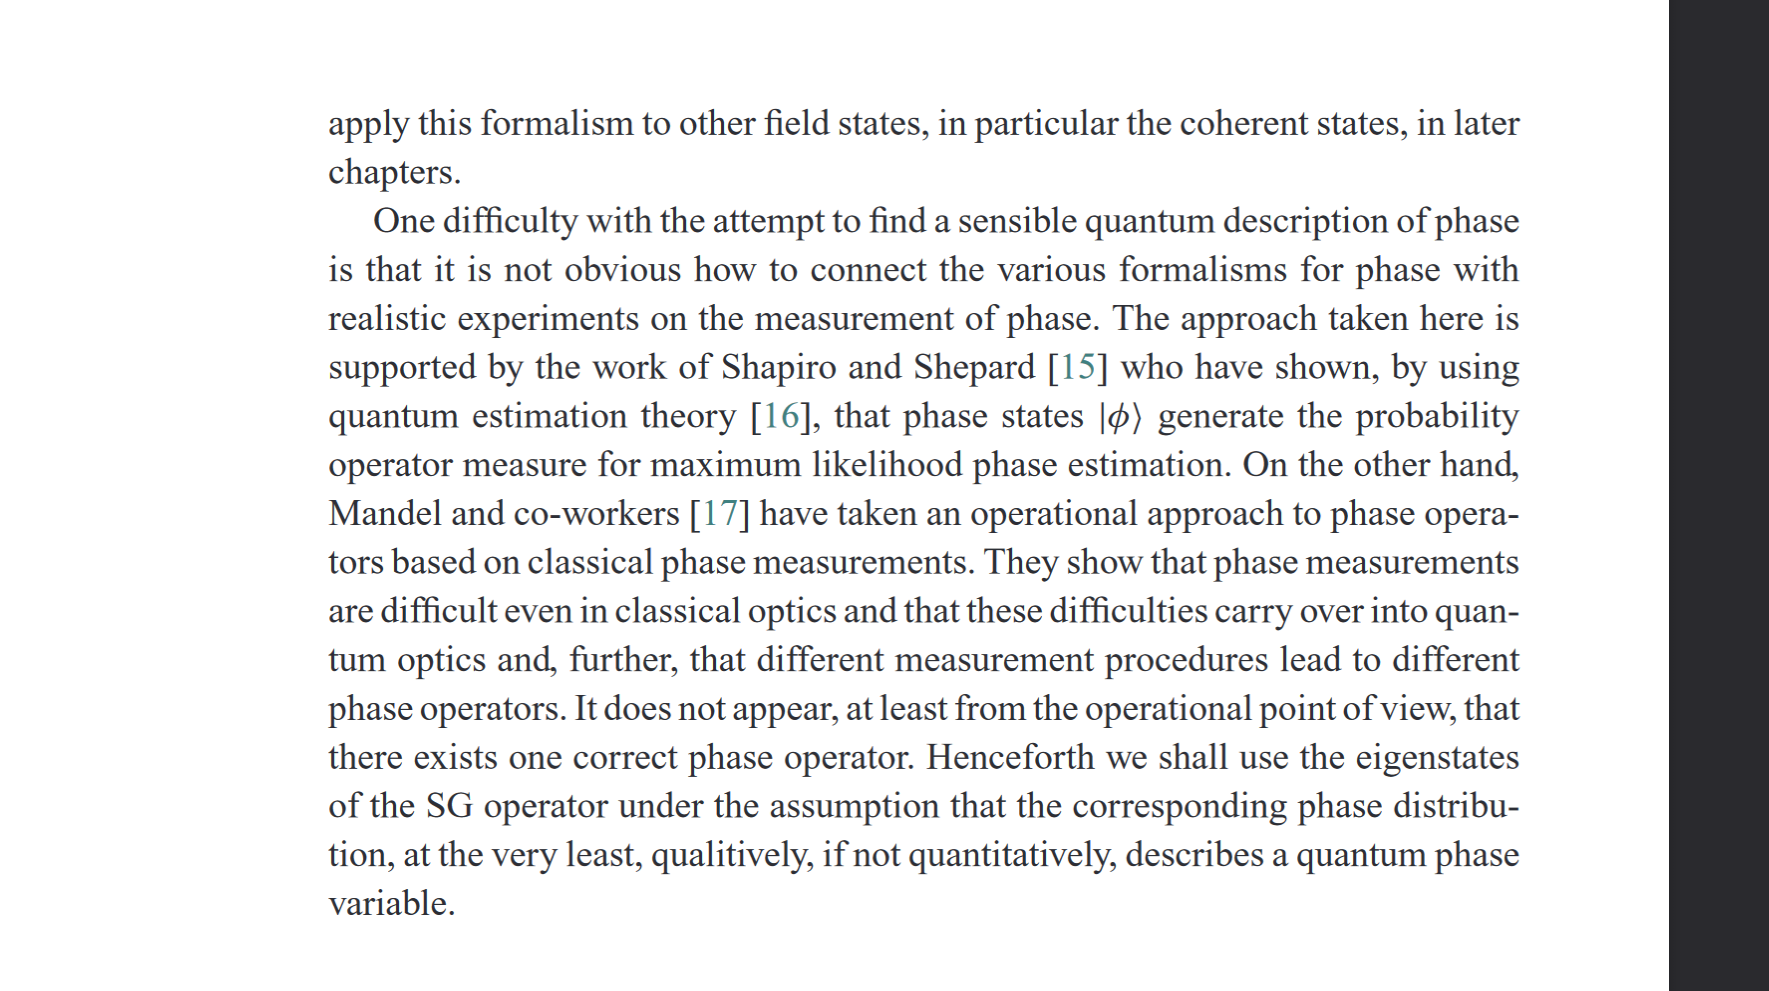 apply this formalism to other field states, in particular the coherent states, in later
chapters.
One difficulty with the attempt to find a sensible quantum description of phase
is that it is not obvious how to connect the various formalisms for phase with
realistic experiments on the measurement of phase. The approach taken here is
supported by the work of Shapiro and Shepard [15] who have shown, by using
quantum estimation theory [16], that phase states |ϕ⟩ generate the probability
operator measure for maximum likelihood phase estimation. On the other hand,
Mandel and co-workers [17] have taken an operational approach to phase opera-
tors based on classical phase measurements. They show that phase measurements
are difficult even in classical optics and that these difficulties carry over into quan-
tum optics and, further, that different measurement procedures lead to different
phase operators. It does not appear, at least from the operational point of view, that
there exists one correct phase operator. Henceforth we shall use the eigenstates
of the SG operator under the assumption that the corresponding phase distribu-
tion, at the very least, qualitively, if not quantitatively, describes a quantum phase
variable.